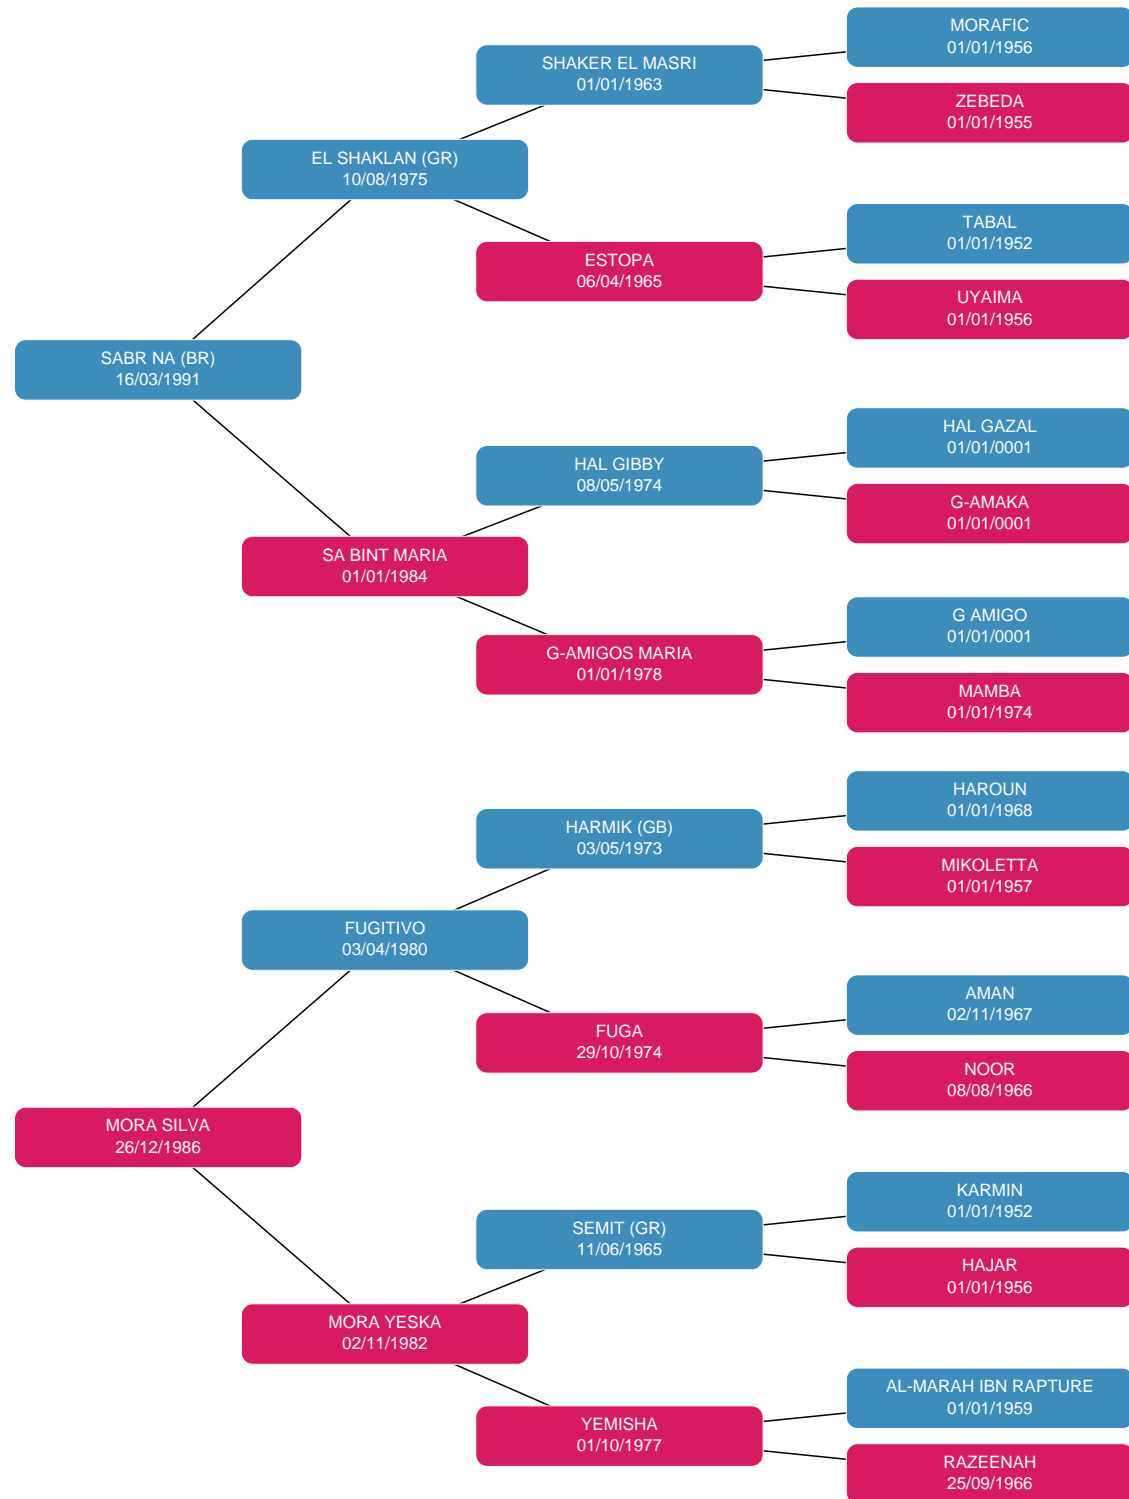 MORAFIC
01/01/1956
SHAKER EL MASRI
01/01/1963
ZEBEDA
01/01/1955
EL SHAKLAN (GR)
10/08/1975
TABAL
01/01/1952
ESTOPA
06/04/1965
UYAIMA
01/01/1956
SABR NA (BR)
16/03/1991
HAL GAZAL
01/01/0001
HAL GIBBY
08/05/1974
G-AMAKA
01/01/0001
SA BINT MARIA
01/01/1984
G AMIGO
01/01/0001
G-AMIGOS MARIA
01/01/1978
MAMBA
01/01/1974
HAROUN
01/01/1968
HARMIK (GB)
03/05/1973
MIKOLETTA
01/01/1957
FUGITIVO
03/04/1980
AMAN
02/11/1967
FUGA
29/10/1974
NOOR
08/08/1966
MORA SILVA
26/12/1986
KARMIN
01/01/1952
SEMIT (GR)
11/06/1965
HAJAR
01/01/1956
MORA YESKA
02/11/1982
AL-MARAH IBN RAPTURE
01/01/1959
YEMISHA
01/10/1977
RAZEENAH
25/09/1966